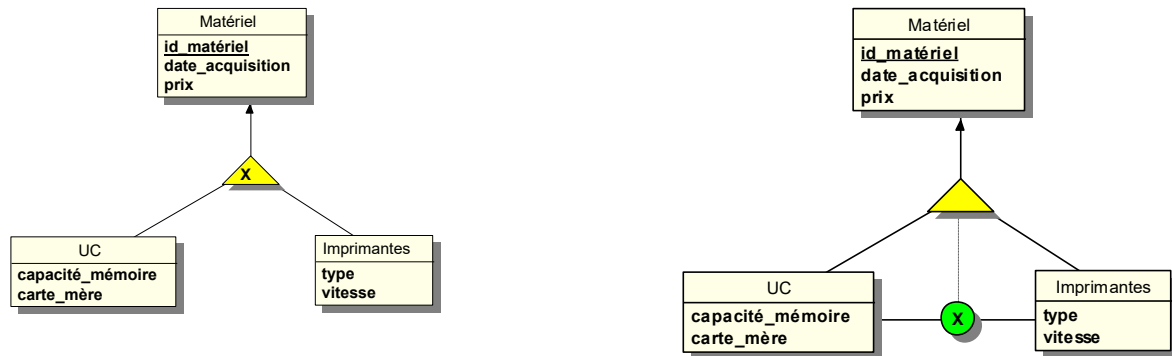 Matériel
id_matériel
date_acquisition
prix
X
UC
capacité_mémoire
carte_mère
Imprimantes
type
vitesse
Matériel
id_matériel
date_acquisition
prix
UC
capacité_mémoire
carte_mère
X
Imprimantes
type
vitesse